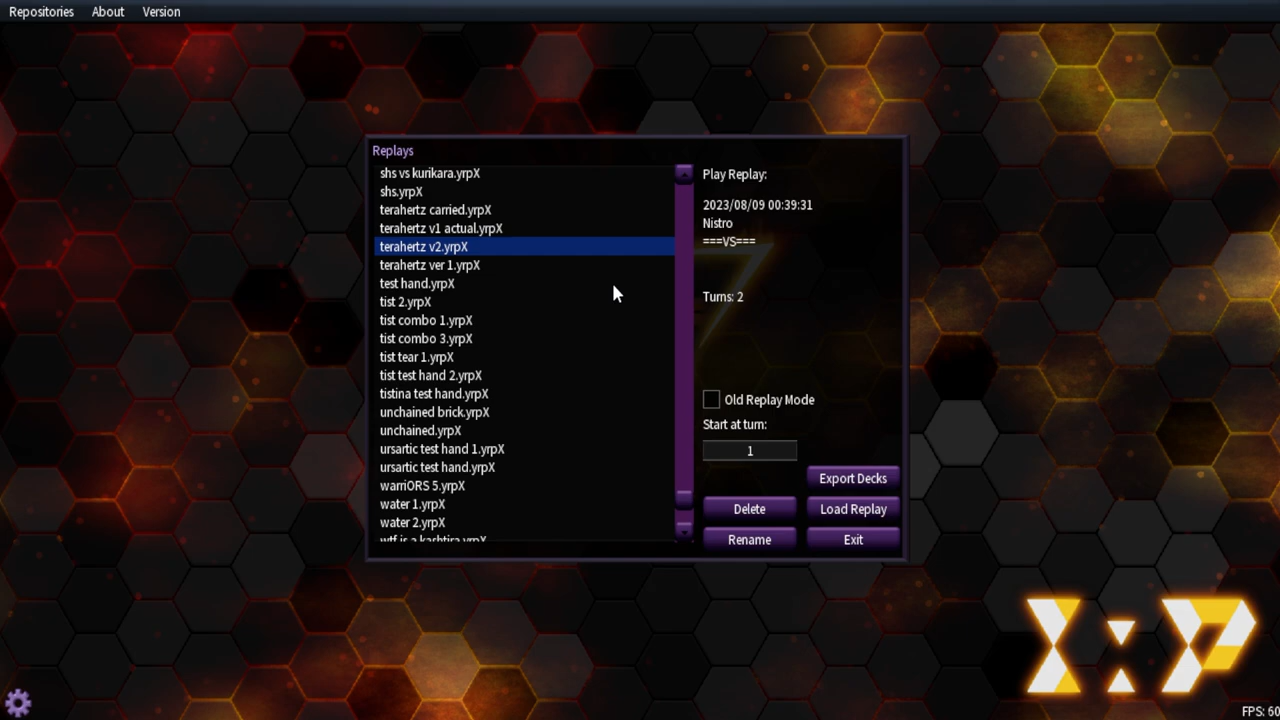 Repositories About Version
Replays
shs vs kurikara.yrpX
shs.yrpX
terahertz carried.yrpX
terahertz v1 actual.yrpX
terahertz v2.yrpX
terahertz ver 1.yrpX
test hand.yrpX
tist 2.yrpX
tist combo 1.yrpX
tist combo 3.yrpX
tist tear 1.yrpX
tist test hand 2.yrpX
tistina test hand.yrpX
unchained brick.yrpX
unchained.yrpX
ursartic test hand 1.yrpX
ursartic test hand.yrpX
warriORS 5.yrpX
water 1.yrpX
water 2.yrpX
wtf is a kashtira.yrpX
Play Replay:
2023/08/09 00:39:31
Nistro
===VS===
Turns: 2
Old Replay Mode
Start at turn:
1
Export Decks
Delete Load Replay
Rename Exit
X:P
FPS: 60